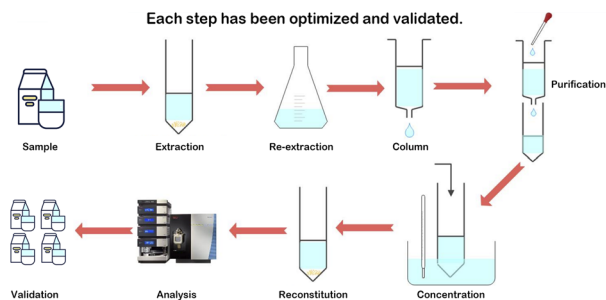 Each step has been optimized and validated.
Sample
Extraction
Re-extraction
Column
Purification
Validation
Analysis
Reconstitution
Concentration